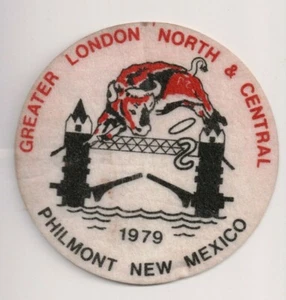 GREATER LONDON NORTH & CENTRAL
1979
PHILMONT NEW MEXICO